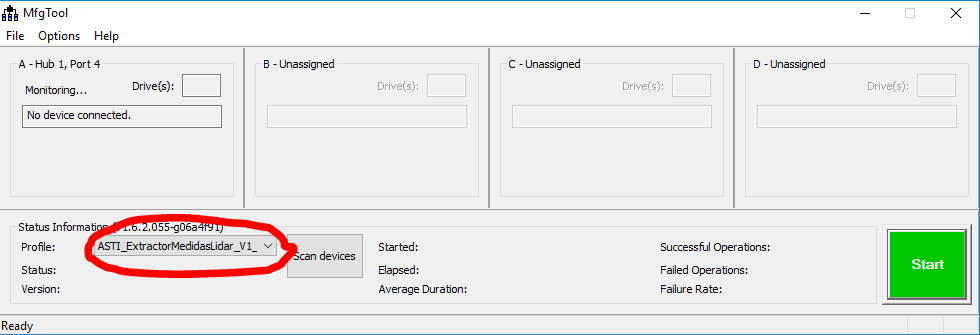 MfgTool
File Options Help
A - Hub 1, Port 4
Monitoring... Drive(s):
No device connected.
B - Unassigned
Drive(s):
C - Unassigned
Drive(s):
D - Unassigned
Drive(s):
Status Information (v1.6.2.055-g06a4f91)
Profile: ASTI_ExtractorMedidasLidar_V1_ Scan devices
Status:
Version:
Started:
Elapsed:
Average Duration:
Successful Operations:
Failed Operations:
Failure Rate:
Start
Ready